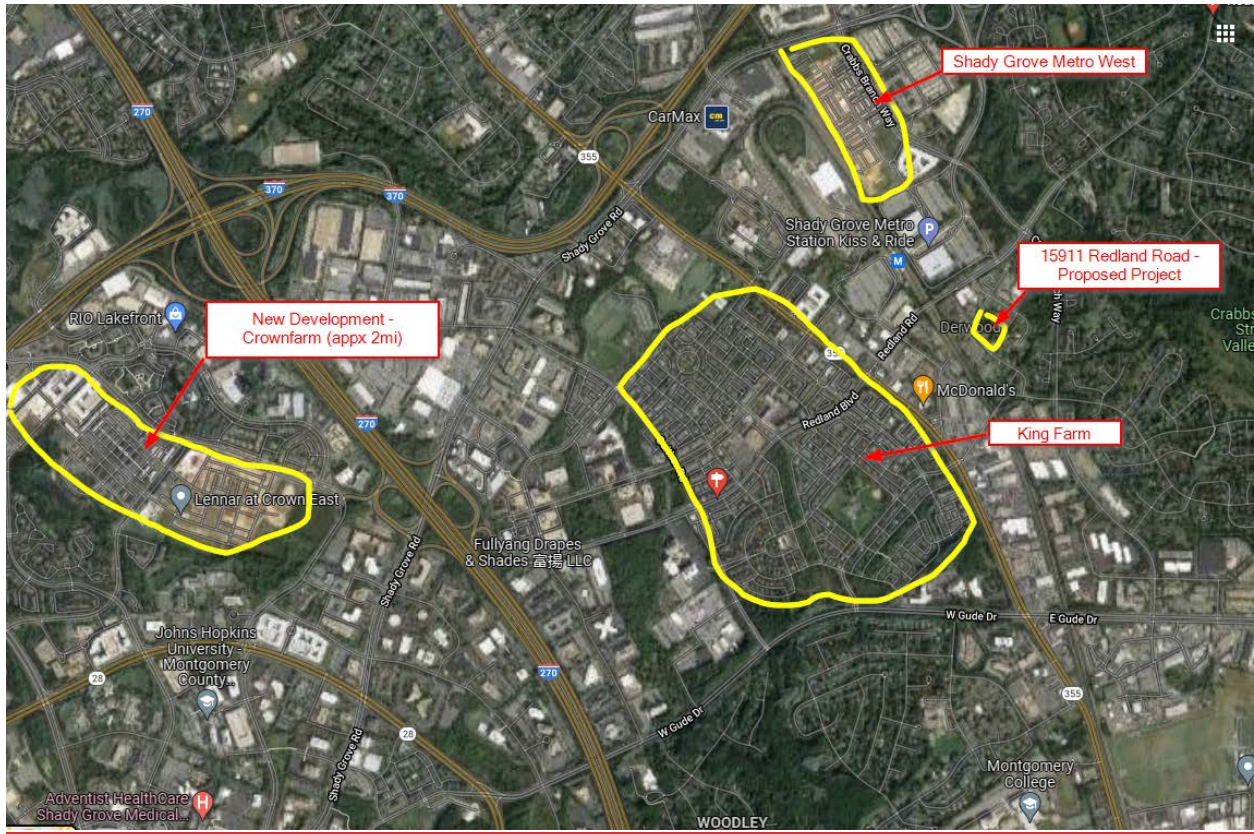 Shady Grove Metro West
Crabbs Branch Way
CarMax
cm
270
355
370
370
Shady Grove Rd
Shady Grove Metro
Station Kiss & Ride
P
M
15911 Redland Road -
Proposed Project
Crabbs
Valle
RIO Lakefront
New Development -
Crownfarm (appx 2mi)
Derwood
Redland Rd
McDonald's
Redland Blvd
King Farm
270
Lennar at Crown East
Fullyang Drapes
& Shades 富揚 LLC
Shady Grove Rd
W Gude Dr
E Gude Dr
Johns Hopkins
University -
Montgomery
County...
28
270
355
28
W Gude Dr
Shady Grove Rd
Montgomery
College
Adventist HealthCare
Shady Grove Medical...
H
WOODLEY